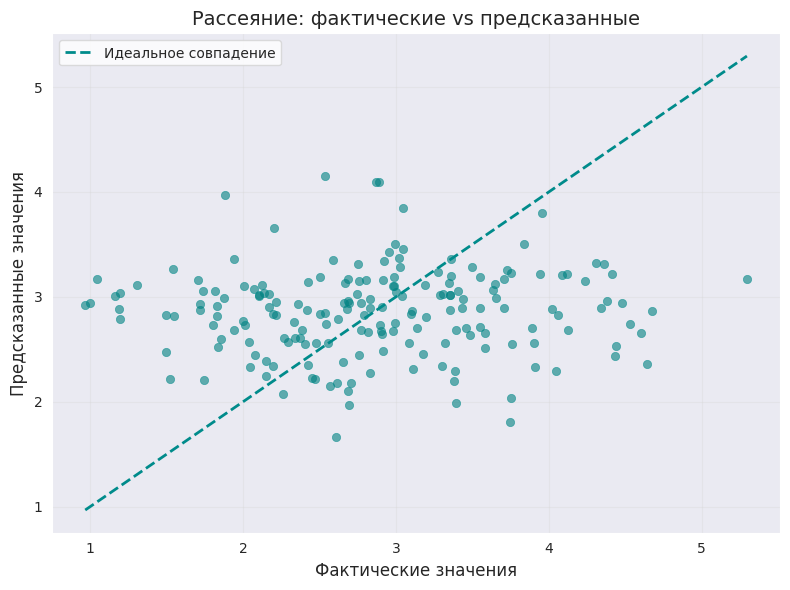 Рассеяние: фактические vs предсказанные
Идеальное совпадение
Предсказанные значения
5
4
3
2
1
1 2 3 4 5
Фактические значения